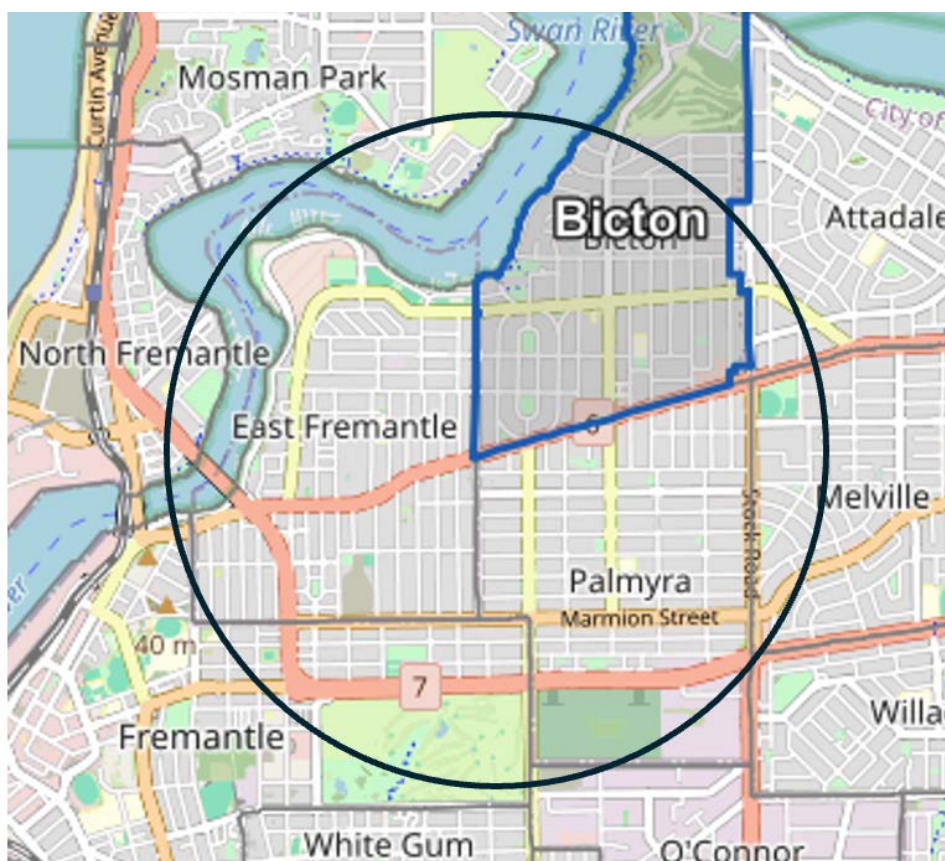 Swan River
Curtin Avenue
Mosman Park
City of
Bicton
Bicton
Attadale
North Fremantle
East Fremantle
6
Melville
Stock Road
Palmyra
Marmion Street
40 m
7
Willa
Fremantle
White Gum
O'Connor